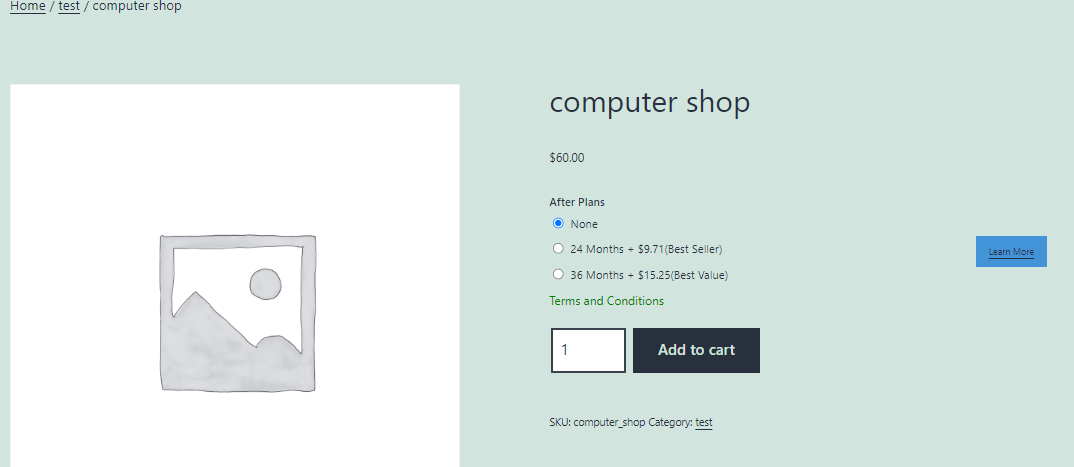 Home / test / computer shop
computer shop
$60.00
After Plans
None
24 Months + $9.71(Best Seller)
36 Months + $15.25(Best Value)
Learn More
Terms and Conditions
1
Add to cart
SKU: computer_shop Category: test